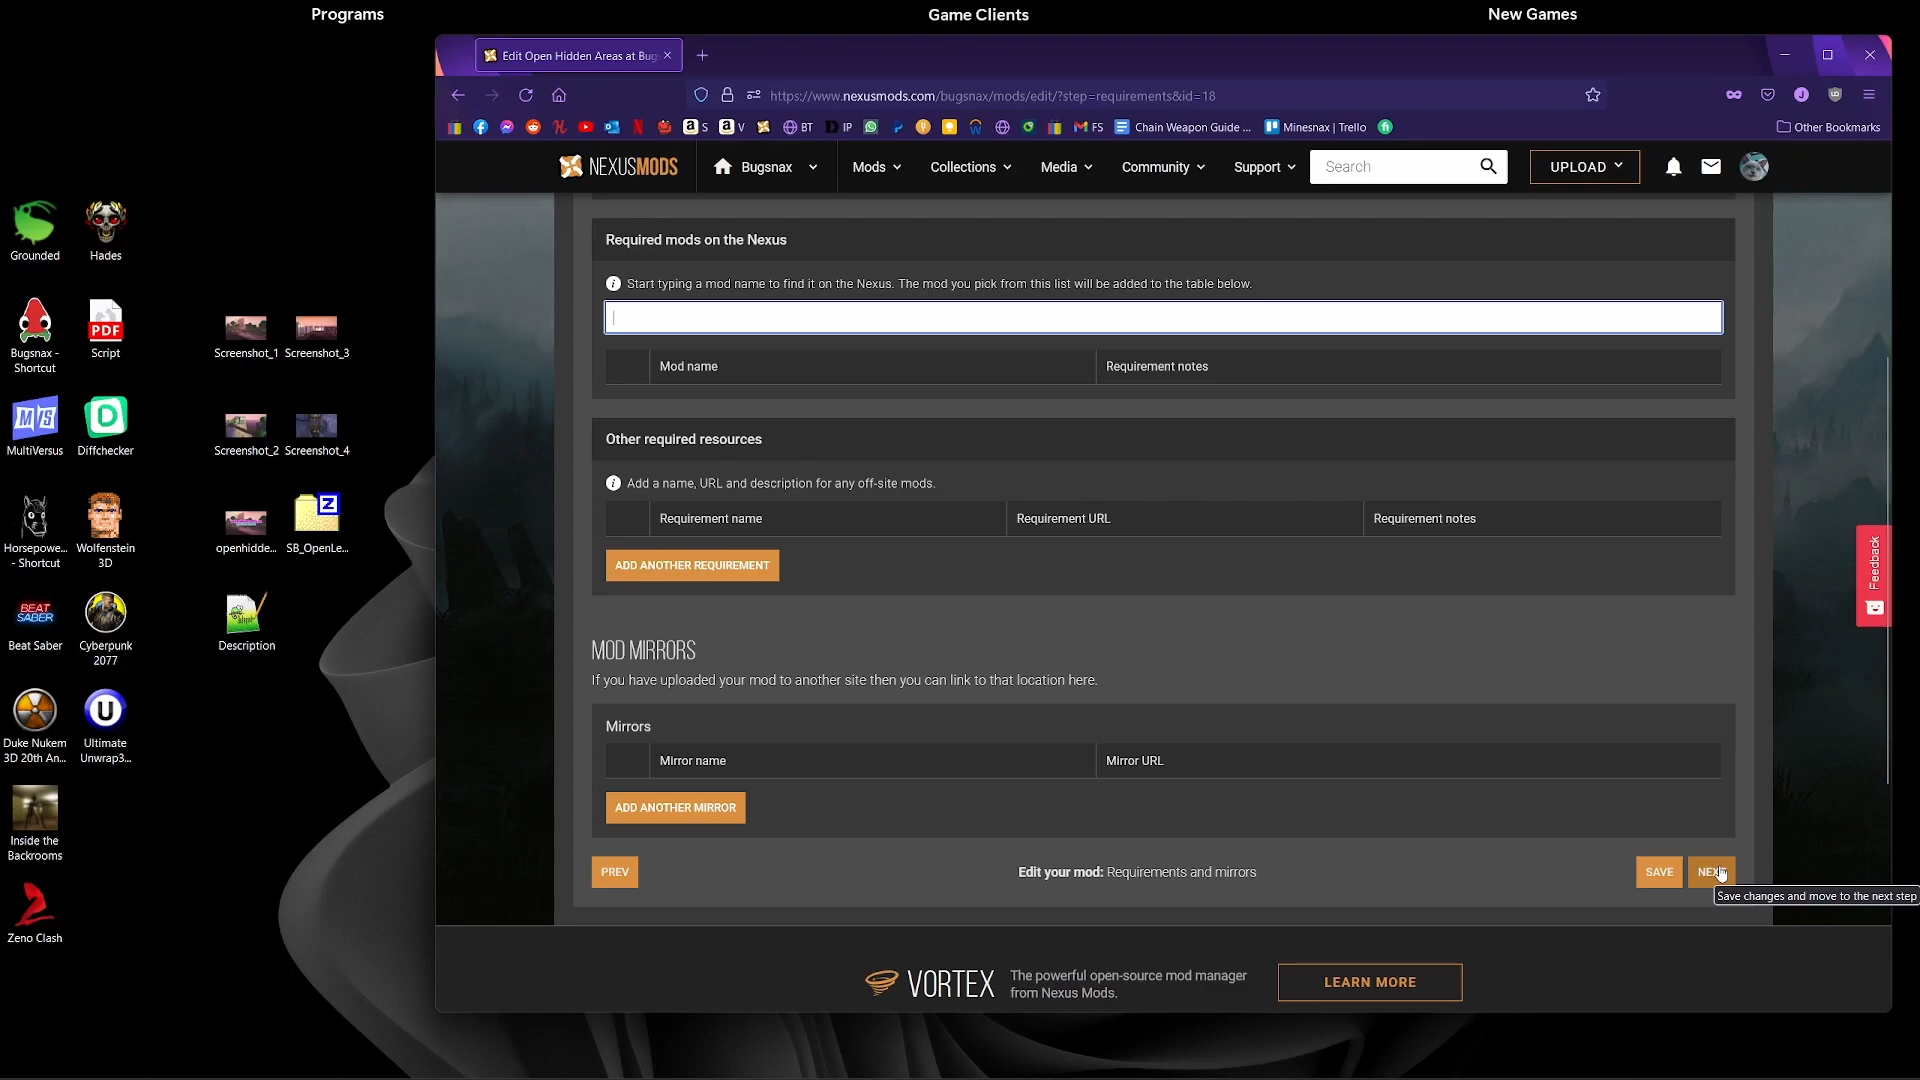 Programs
Game Clients
New Games
Edit Open Hidden Areas at Bug
https://www.nexusmods.com/bugsnax/mods/edit/?step=requirements&id=18
S
V
BT
IP
FS
Chain Weapon Guide ...
Minesnax | Trello
Other Bookmarks
NEXUSMODS
Bugsnax
Mods
Collections
Media
Community
Support
Search
UPLOAD
Required mods on the Nexus
Start typing a mod name to find it on the Nexus. The mod you pick from this list will be added to the table below.
Mod name
Requirement notes
Other required resources
Add a name, URL and description for any off-site mods.
Requirement name
Requirement URL
Requirement notes
ADD ANOTHER REQUIREMENT
MOD MIRRORS
If you have uploaded your mod to another site then you can link to that location here.
Mirrors
Mirror name
Mirror URL
ADD ANOTHER MIRROR
PREV
Edit your mod: Requirements and mirrors
SAVE
NEXT
Save changes and move to the next step
VORTEX
The powerful open-source mod manager
from Nexus Mods.
LEARN MORE
Feedback
Grounded
Hades
Bugsnax -
Shortcut
PDF
Script
Screenshot_1
Screenshot_3
MultiVersus
Diffchecker
Screenshot_2
Screenshot_4
Horsepowe...
- Shortcut
Wolfenstein
3D
openhidde...
SB_OpenLe...
BEAT
SABER
Beat Saber
Cyberpunk
2077
Description
Duke Nukem
3D 20th An...
Ultimate
Unwrap3...
Inside the
Backrooms
Zeno Clash